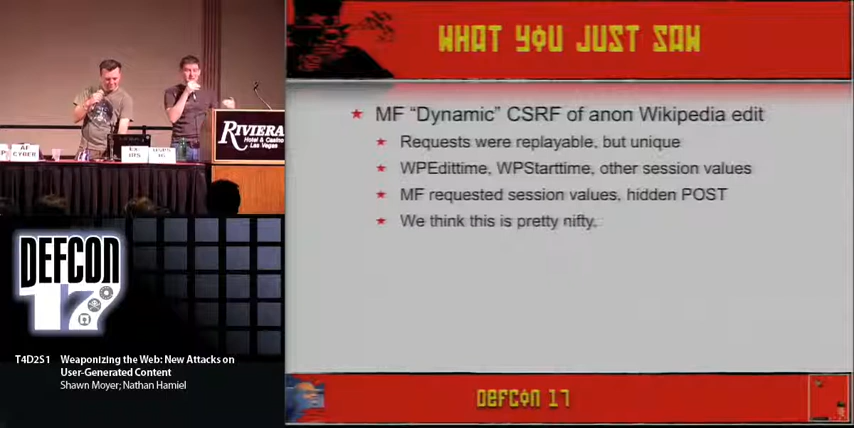 RIVIERA
Hotel & Casino
Las Vegas
CYBER
DEFCON
17
T4D2S1 Weaponizing the Web: New Attacks on
User-Generated Content
Shawn Moyer; Nathan Hamiel
WHAT YOU JUST SAW
MF “Dynamic” CSRF of anon Wikipedia edit
Requests were replayable, but unique
WPEdittime, WPStarttime, other session values
MF requested session values, hidden POST
We think this is pretty nifty.
DEFCON 17